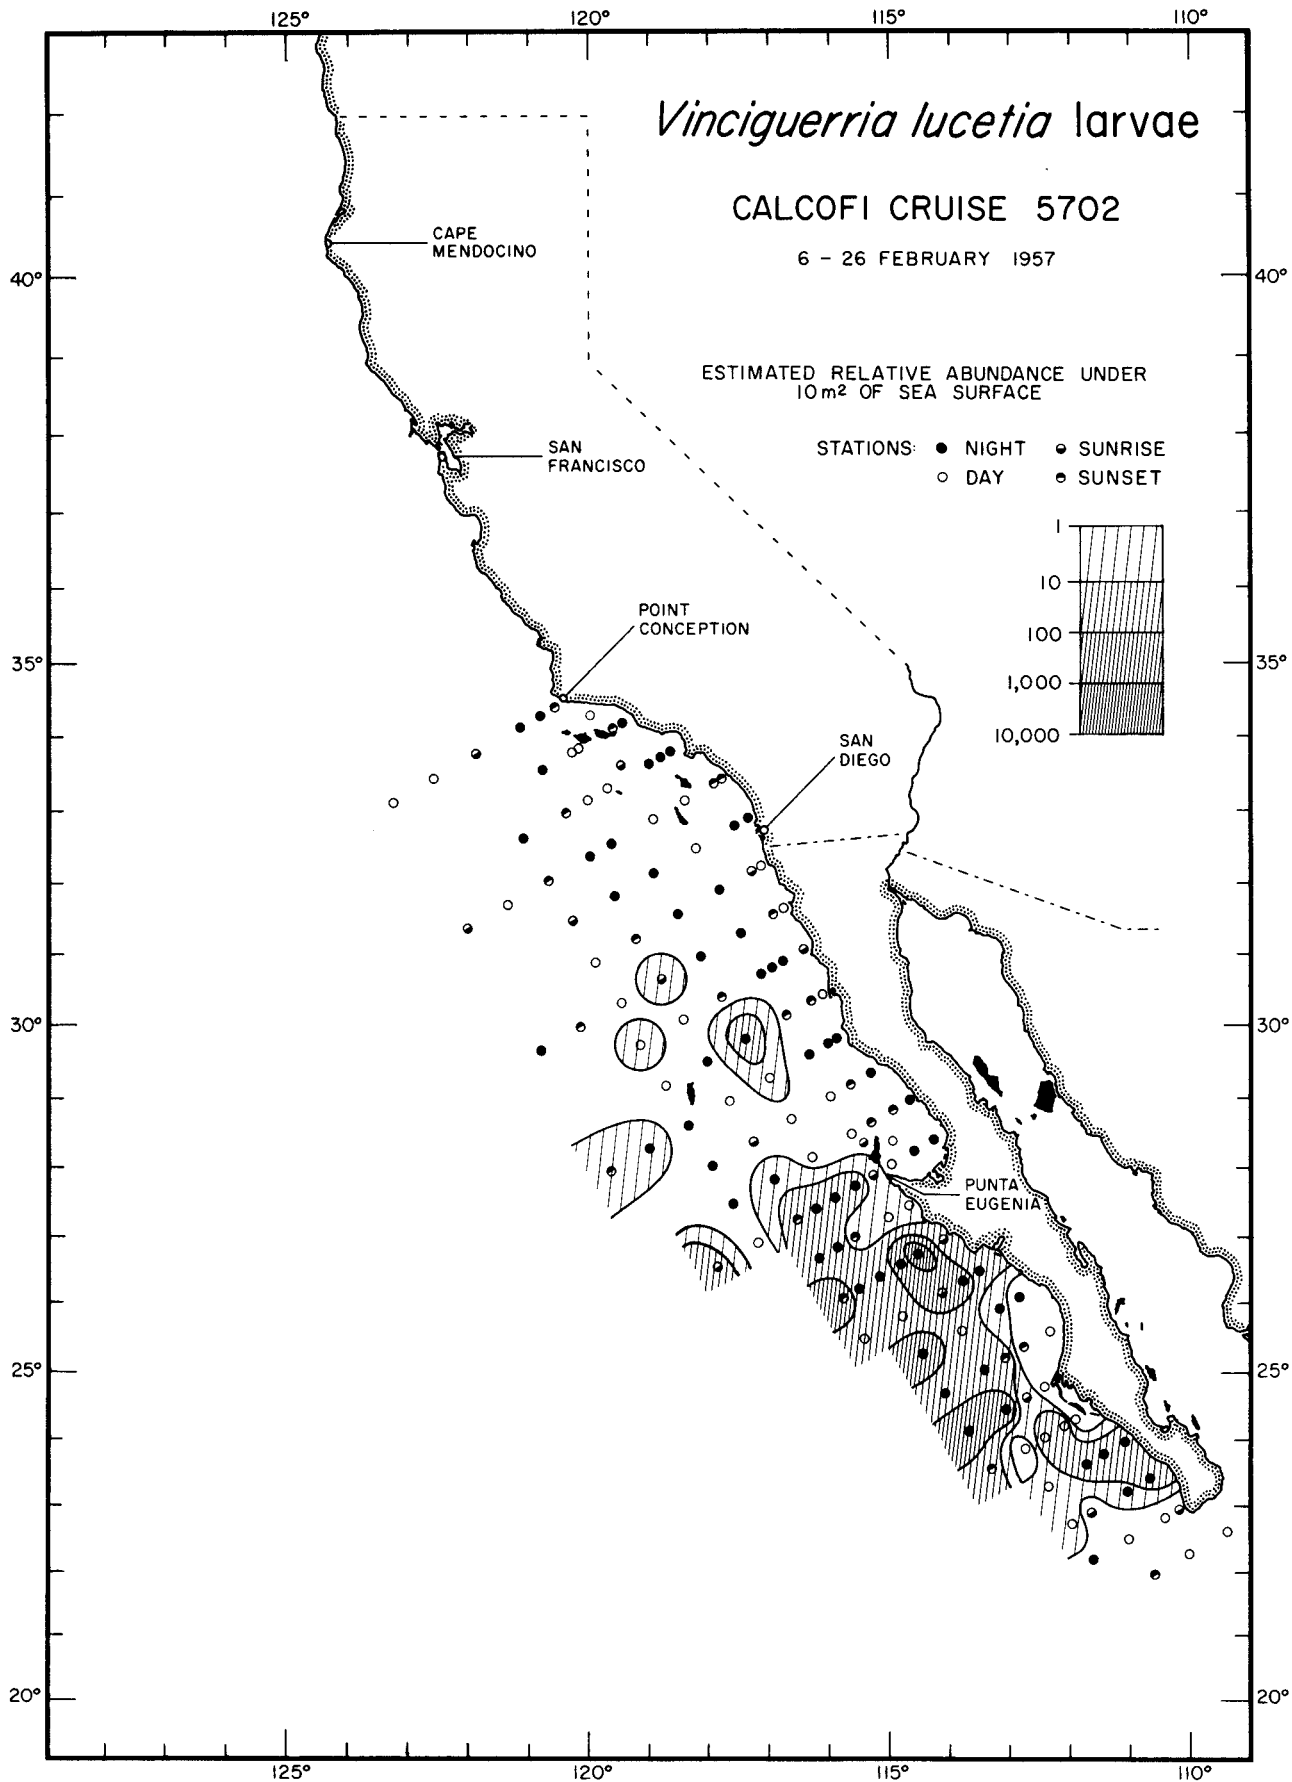 125° 120° 115° 110°
Vinciguerria lucetia larvae
CALCOFI CRUISE 5702
6 – 26 FEBRUARY 1957
CAPE
MENDOCINO
40° 40°
ESTIMATED RELATIVE ABUNDANCE UNDER
10m² OF SEA SURFACE
STATIONS: ● NIGHT SUNRISE
○ DAY SUNSET
SAN
FRANCISCO
1
10
100
1,000
10,000
POINT
CONCEPTION
35° 35°
SAN
DIEGO
30° 30°
PUNTA
EUGENIA
25° 25°
20° 20°
125° 120° 115° 110°